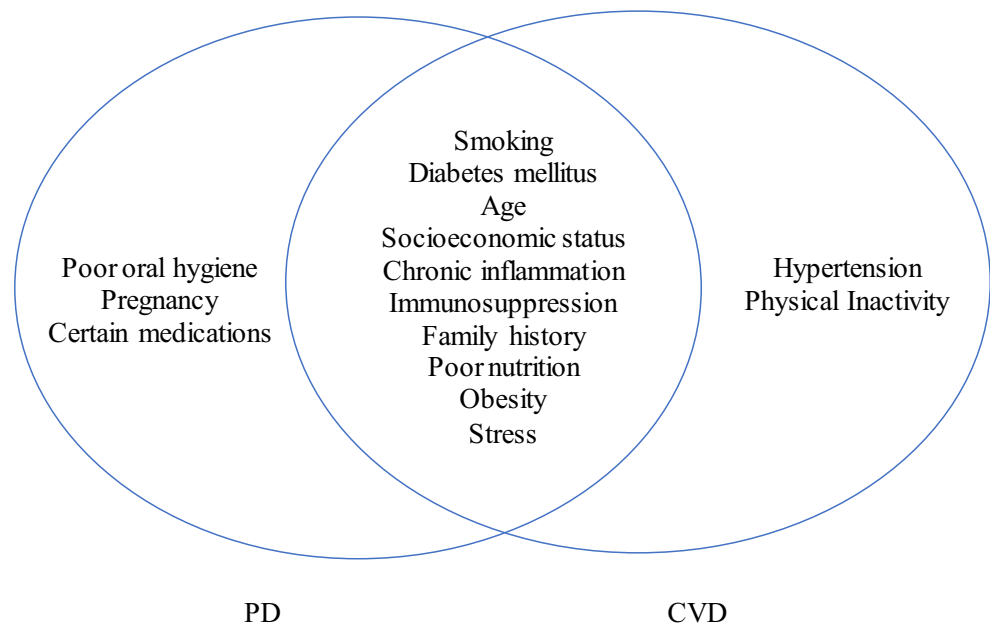 Smoking
Diabetes mellitus
Age
Socioeconomic status
Chronic inflammation
Immunosuppression
Family history
Poor nutrition
Obesity
Stress
Poor oral hygiene
Pregnancy
Certain medications
Hypertension
Physical Inactivity
PD
CVD